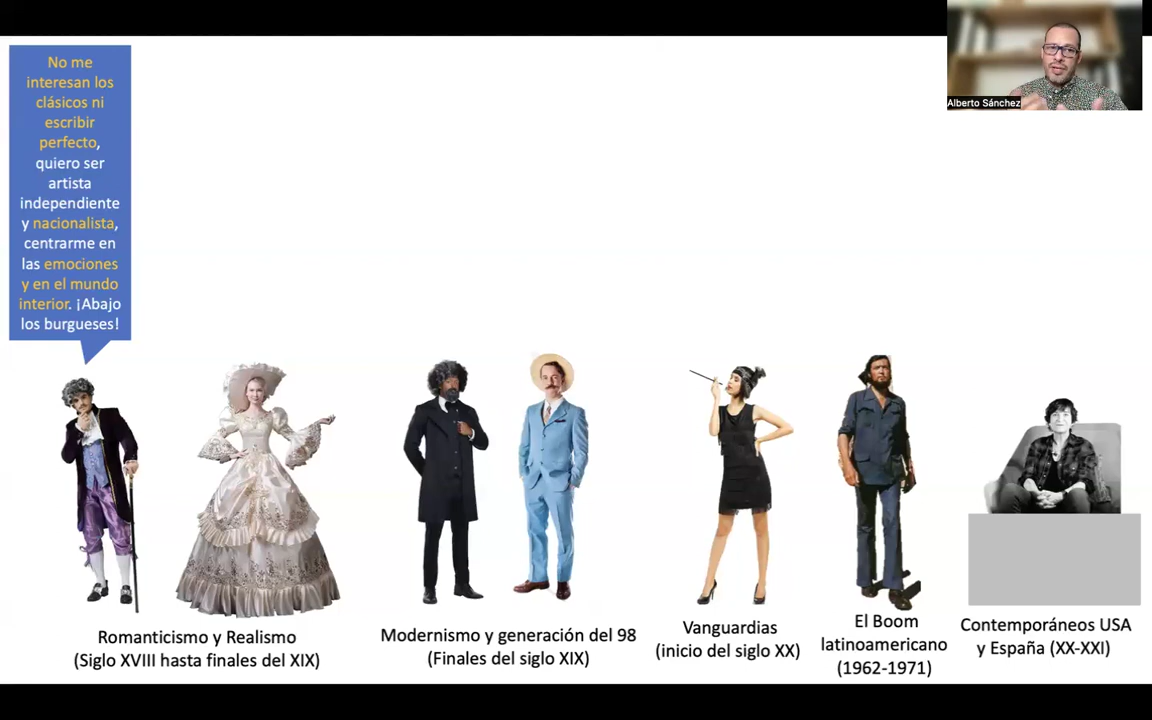 No me
interesan los
clásicos ni
escribir
perfecto,
quiero ser
artista
independiente
y nacionalista,
centrarme en
las emociones
y en el mundo
interior. ¡Abajo
los burgueses!
Alberto Sánchez
Romanticismo y Realismo
(Siglo XVIII hasta finales del XIX)
Modernismo y generación del 98
(Finales del siglo XIX)
Vanguardias
(inicio del siglo XX)
El Boom
latinoamericano
(1962-1971)
Contemporáneos USA
y España (XX-XXI)